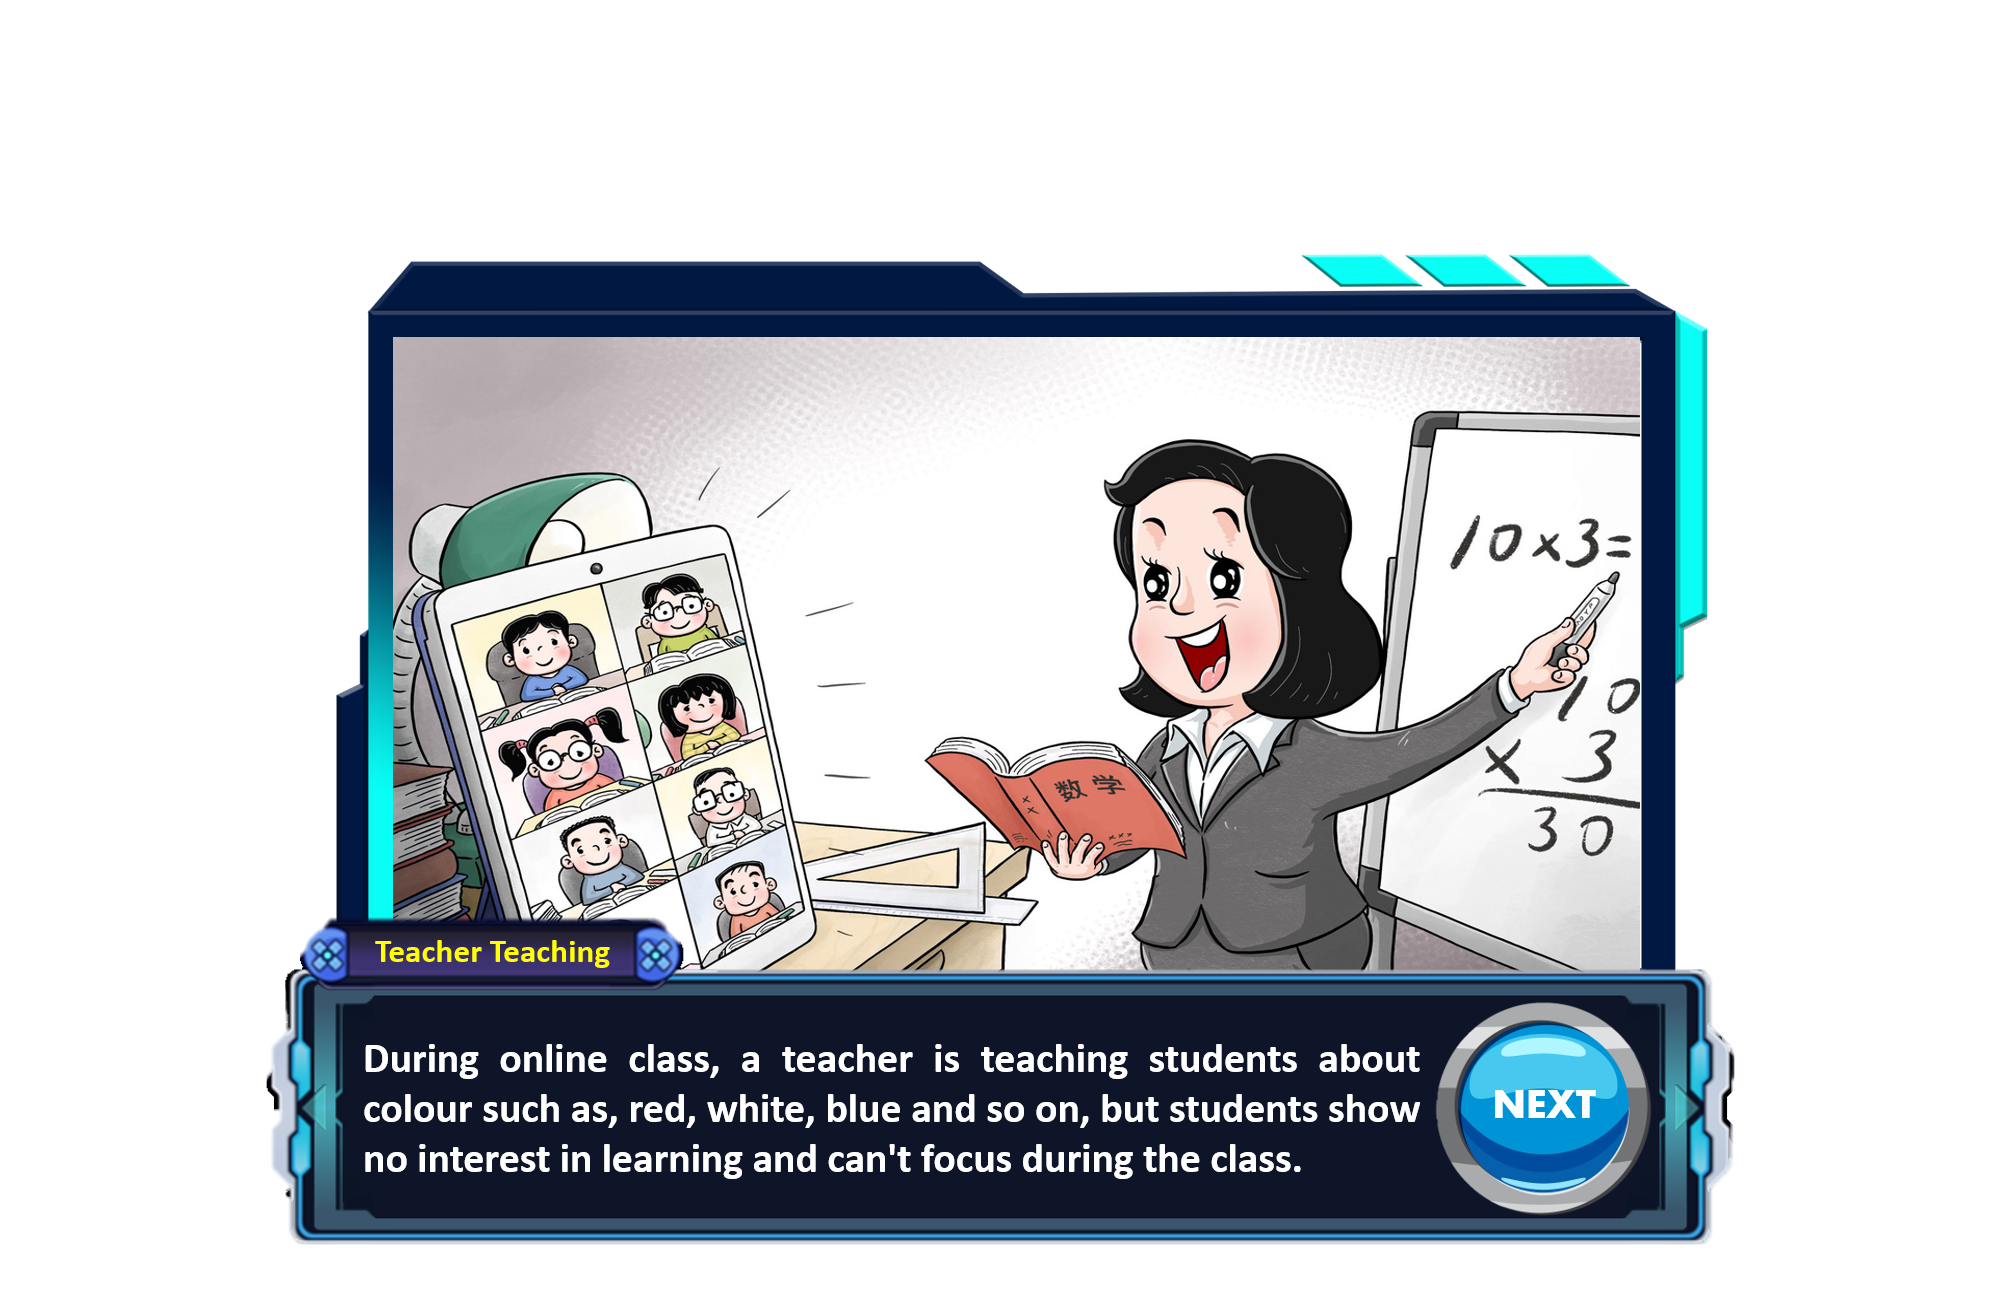 10×3=
10
× 3
30
数学
Teacher Teaching
During online class, a teacher is teaching students about
colour such as, red, white, blue and so on, but students show
no interest in learning and can't focus during the class.
NEXT